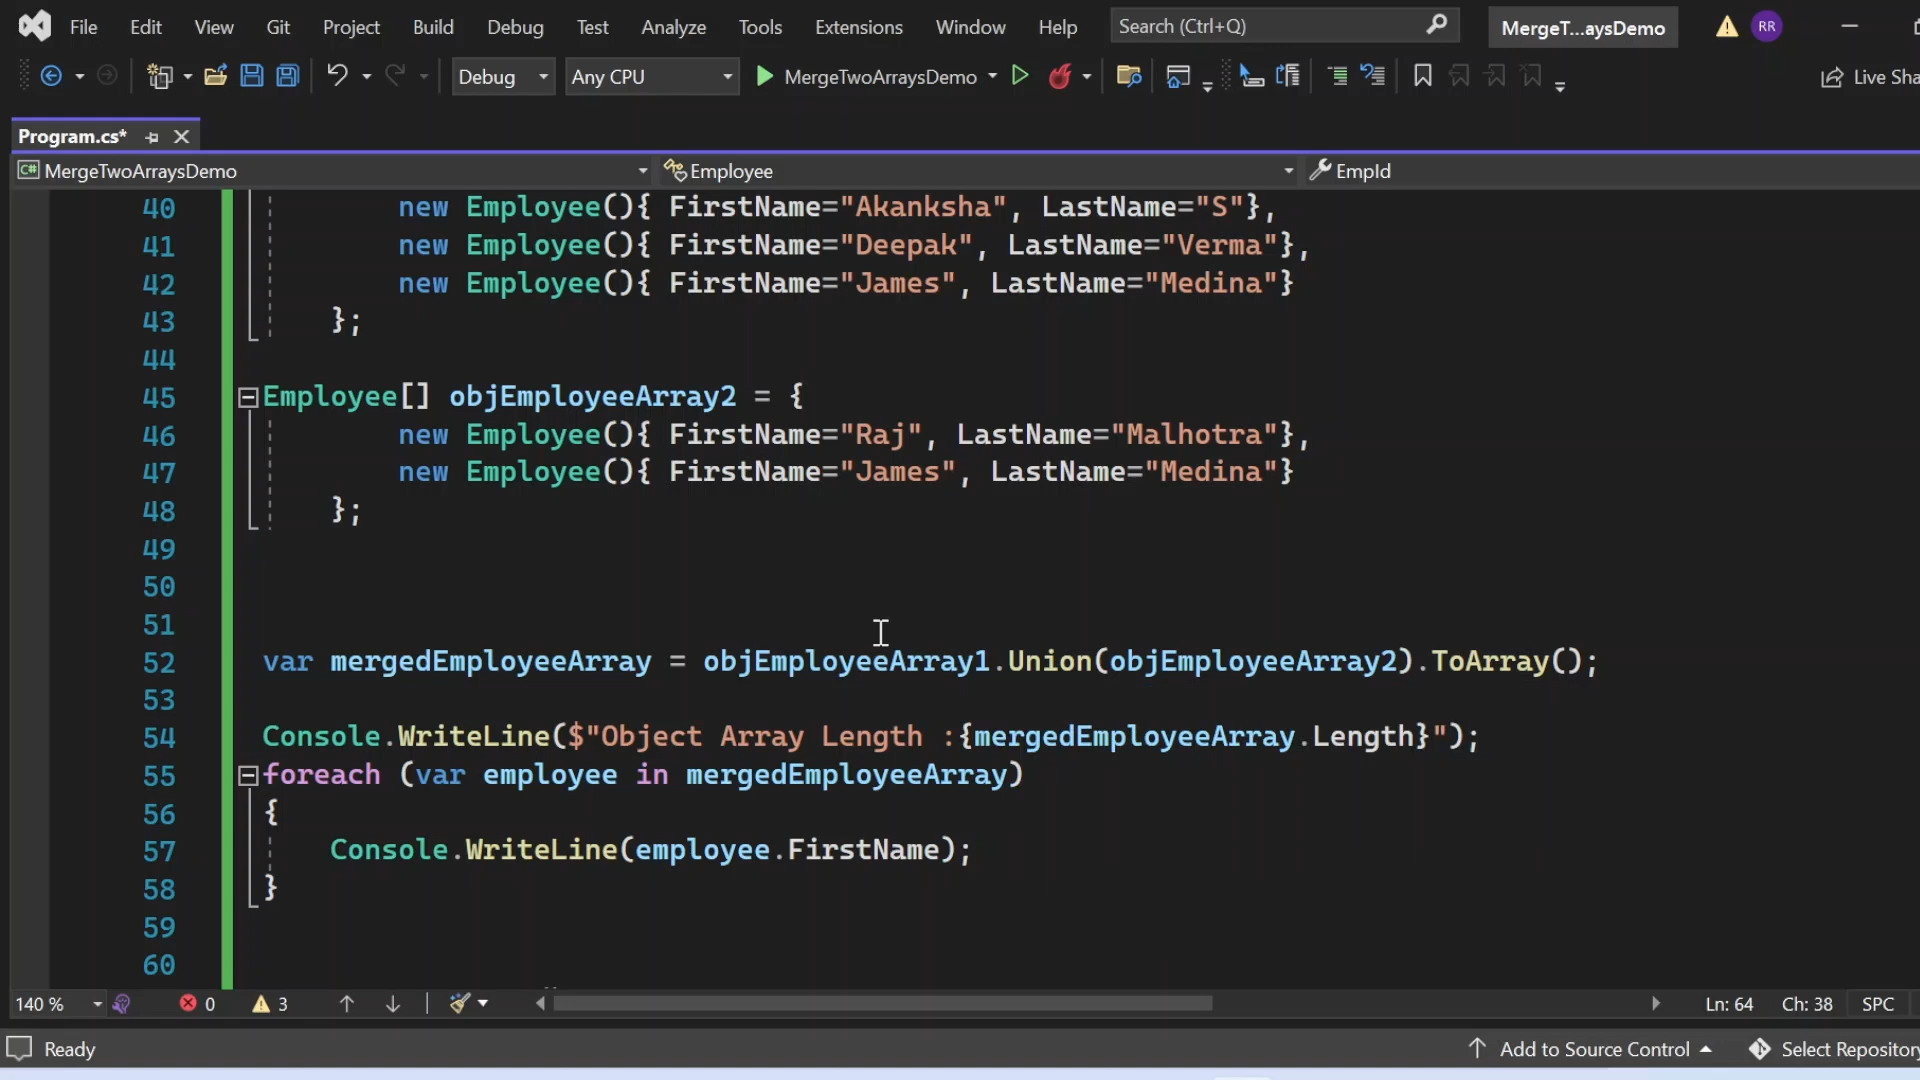 File Edit View Git Project Build Debug Test Analyze Tools Extensions Window Help Search (Ctrl+Q) MergeT...aysDemo RR
Debug Any CPU MergeTwoArraysDemo Live Sha
Program.cs*
C# MergeTwoArraysDemo Employee EmpId
40 new Employee(){ FirstName="Akanksha", LastName="S"},
41 new Employee(){ FirstName="Deepak", LastName="Verma"},
42 new Employee(){ FirstName="James", LastName="Medina"}
43 };
44
45 Employee[] objEmployeeArray2 = {
46 new Employee(){ FirstName="Raj", LastName="Malhotra"},
47 new Employee(){ FirstName="James", LastName="Medina"}
48 };
49
50
51
52 var mergedEmployeeArray = objEmployeeArray1.Union(objEmployeeArray2).ToArray();
53
54 Console.WriteLine($"Object Array Length :{mergedEmployeeArray.Length}");
55 foreach (var employee in mergedEmployeeArray)
56 {
57 Console.WriteLine(employee.FirstName);
58 }
59
60
140 % 0 3 Ln: 64 Ch: 38 SPC
Ready Add to Source Control Select Repository